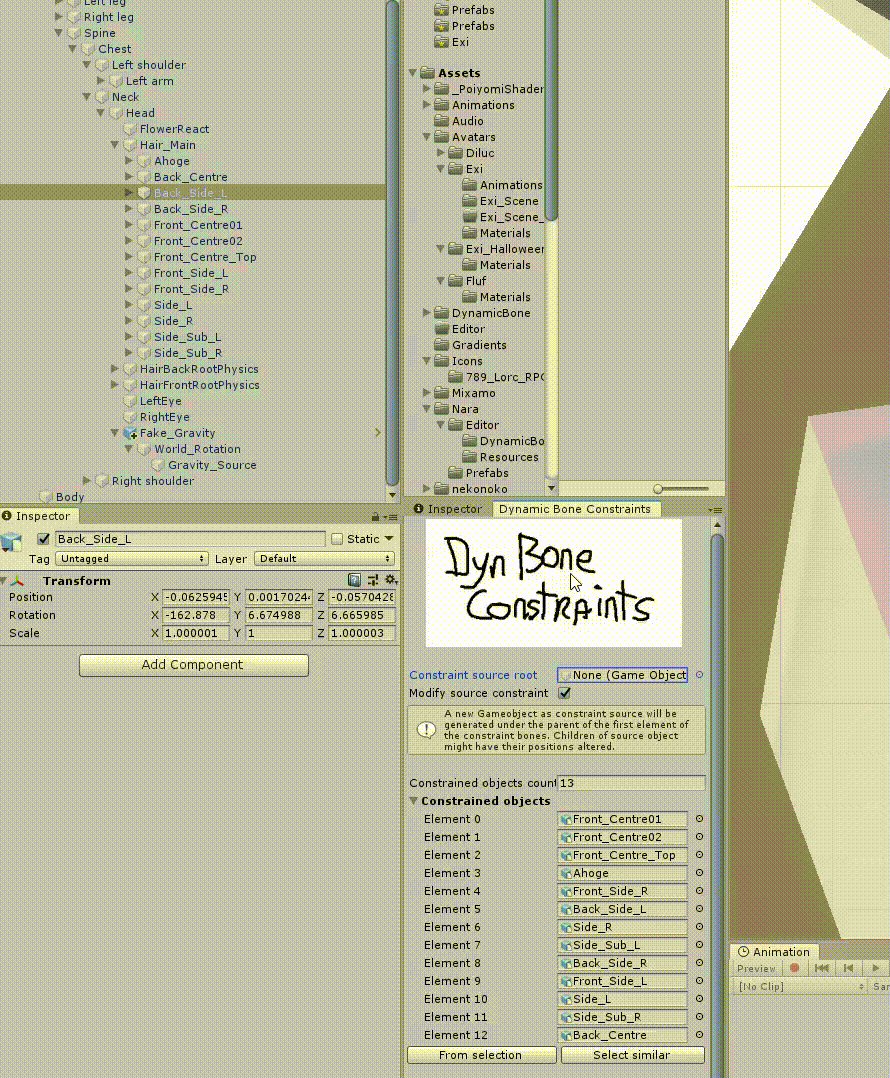 Left leg
Right leg
Spine
Chest
Left shoulder
Left arm
Neck
Head
FlowerReact
Hair_Main
Ahoge
Back_Centre
Back_Side_L
Back_Side_R
Front_Centre01
Front_Centre02
Front_Centre_Top
Front_Side_L
Front_Side_R
Side_L
Side_R
Side_Sub_L
Side_Sub_R
HairBackRootPhysics
HairFrontRootPhysics
LeftEye
RightEye
Fake_Gravity
World_Rotation
Gravity_Source
Right shoulder
Body
Prefabs
Prefabs
Exi
Assets
_PoiyomiShader
Animations
Audio
Avatars
Diluc
Exi
Animations
Exi_Scene
Exi_Scene_
Materials
Exi_Halloween
Materials
Fluf
Materials
DynamicBone
Editor
Gradients
Icons
789_Lorc_RPG
Mixamo
Nara
Editor
DynamicBo
Resources
Prefabs
nekonoko
Inspector
Back_Side_L Static
Tag Untagged Layer Default
Transform
Position X -0.0625945 Y 0.0017024 Z -0.0570428
Rotation X -162.878 Y 6.674988 Z 6.665985
Scale X 1.000001 Y 1 Z 1.000003
Add Component
Inspector Dynamic Bone Constraints
Dyn Bone
Constraints
Constraint source root None (Game Object
Modify source constraint
A new Gameobject as constraint source will be
generated under the parent of the first element of
the constraint bones. Children of source object
might have their positions altered.
Constrained objects count 13
Constrained objects
Element 0 Front_Centre01
Element 1 Front_Centre02
Element 2 Front_Centre_Top
Element 3 Ahoge
Element 4 Front_Side_R
Element 5 Back_Side_L
Element 6 Side_R
Element 7 Side_Sub_L
Element 8 Back_Side_R
Element 9 Front_Side_L
Element 10 Side_L
Element 11 Side_Sub_R
Element 12 Back_Centre
From selection Select similar
Animation
Preview
[No Clip] Sar